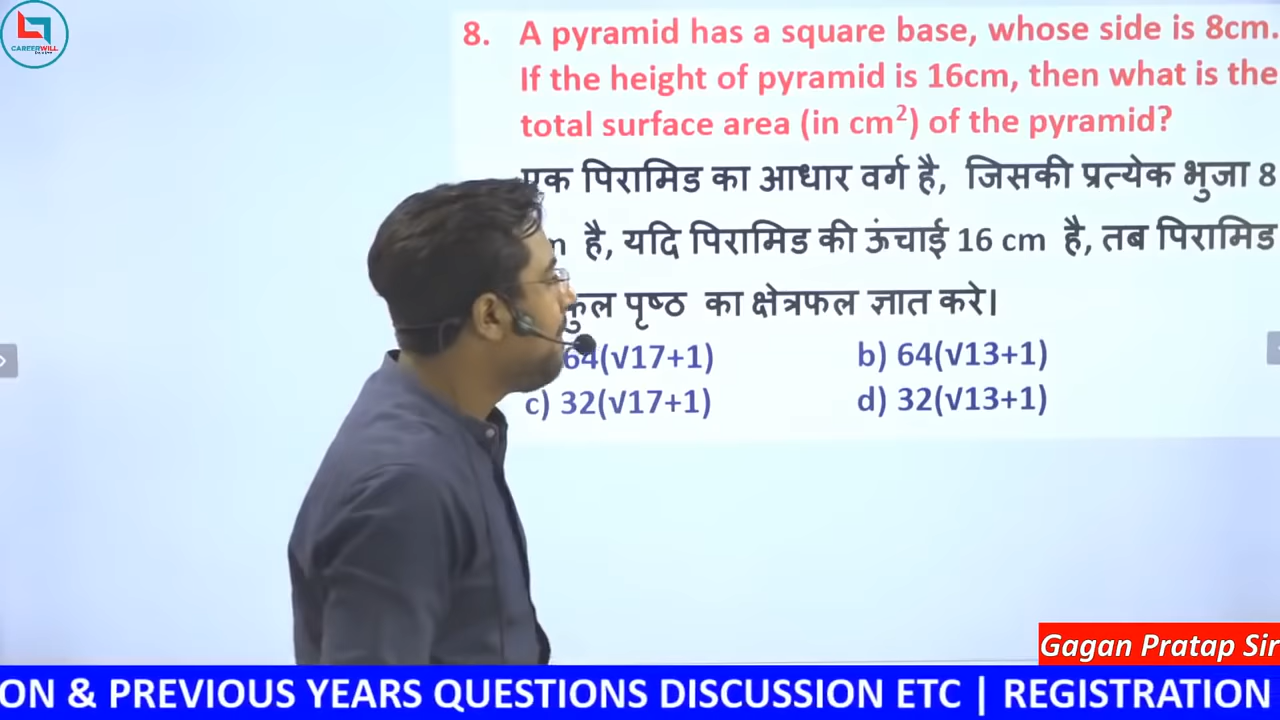 CAREERWILL
8. A pyramid has a square base, whose side is 8cm.
If the height of pyramid is 16cm, then what is the
total surface area (in cm²) of the pyramid?
एक पिरामिड का आधार वर्ग है, जिसकी प्रत्येक भुजा 8
है, यदि पिरामिड की ऊंचाई 16 cm है, तब पिरामिड
कुल पृष्ठ का क्षेत्रफल ज्ञात करे।
64(√17+1) b) 64(√13+1)
c) 32(√17+1) d) 32(√13+1)
Gagan Pratap Sir
ON & PREVIOUS YEARS QUESTIONS DISCUSSION ETC | REGISTRATION